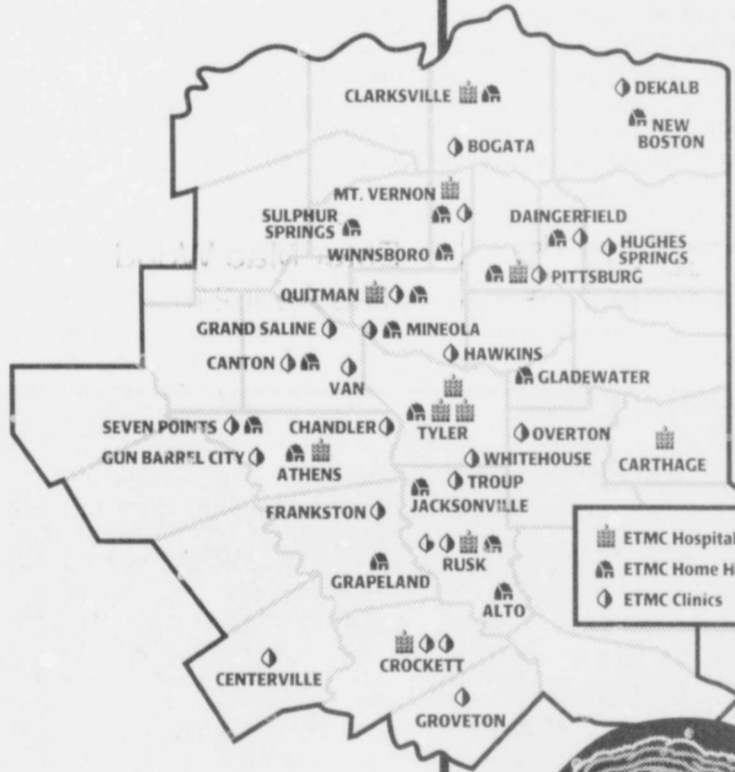 CLARKSVILLE
DEKALB
NEW
BOSTON
BOGATA
MT. VERNON
SULPHUR
SPRINGS
DAINGERFIELD
HUGHES
SPRINGS
WINNSBORO
PITTSBURG
QUITMAN
GRAND SALINE
MINEOLA
CANTON
VAN
HAWKINS
GLADEWATER
SEVEN POINTS
CHANDLER
TYLER
OVERTON
GUN BARREL CITY
ATHENS
WHITEHOUSE
CARTHAGE
TROUP
JACKSONVILLE
FRANKSTON
RUSK
GRAPELAND
ALTO
CENTERVILLE
CROCKETT
GROVETON
ETMC Hospital
ETMC Home H
ETMC Clinics